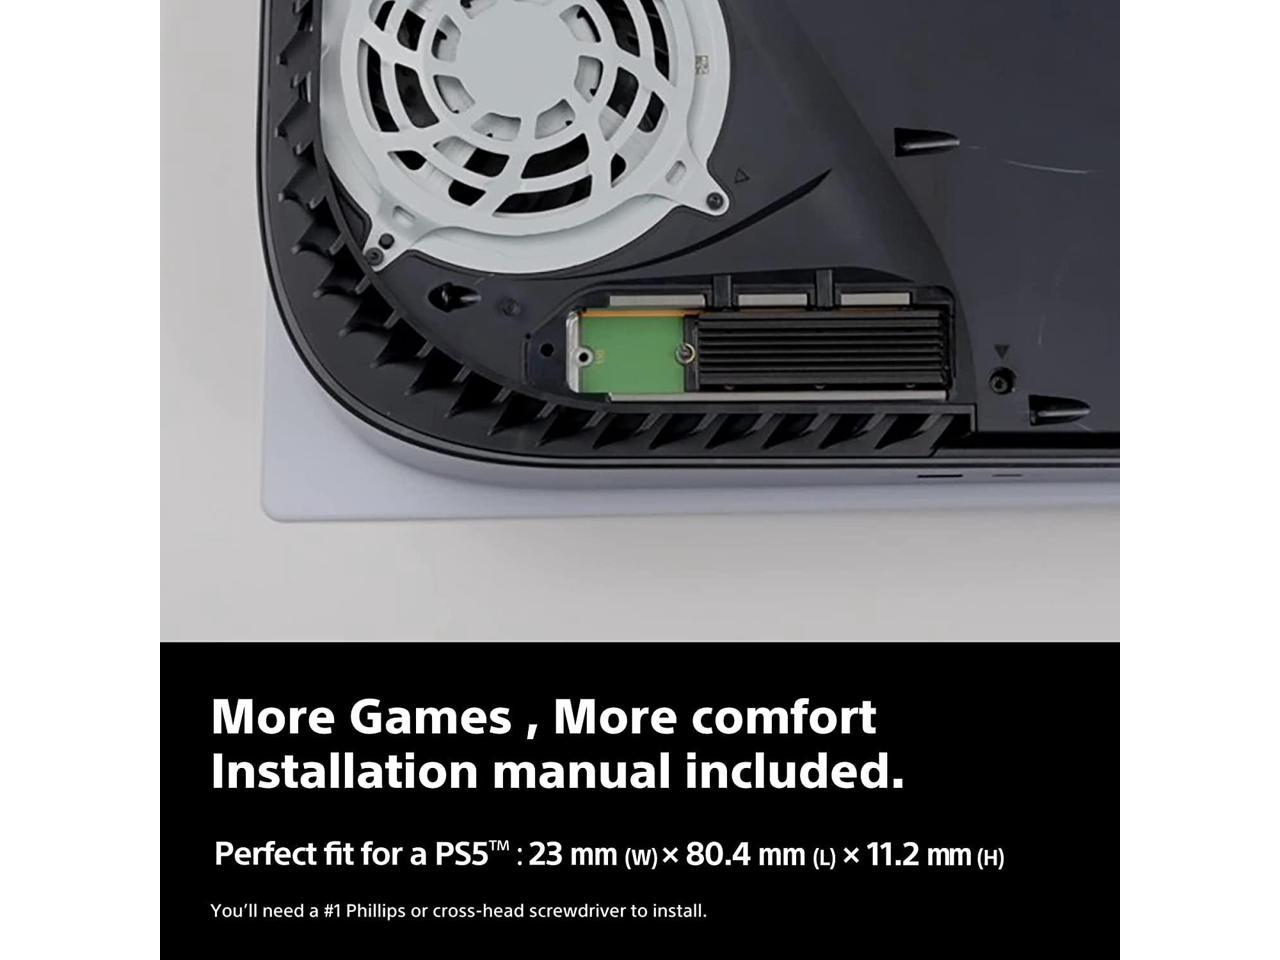 More Games , More comfort
Installation manual included.
Perfect fit for a PS5™ : 23 mm (W) × 80.4 mm (L) × 11.2 mm (H)
You’ll need a #1 Phillips or cross-head screwdriver to install.